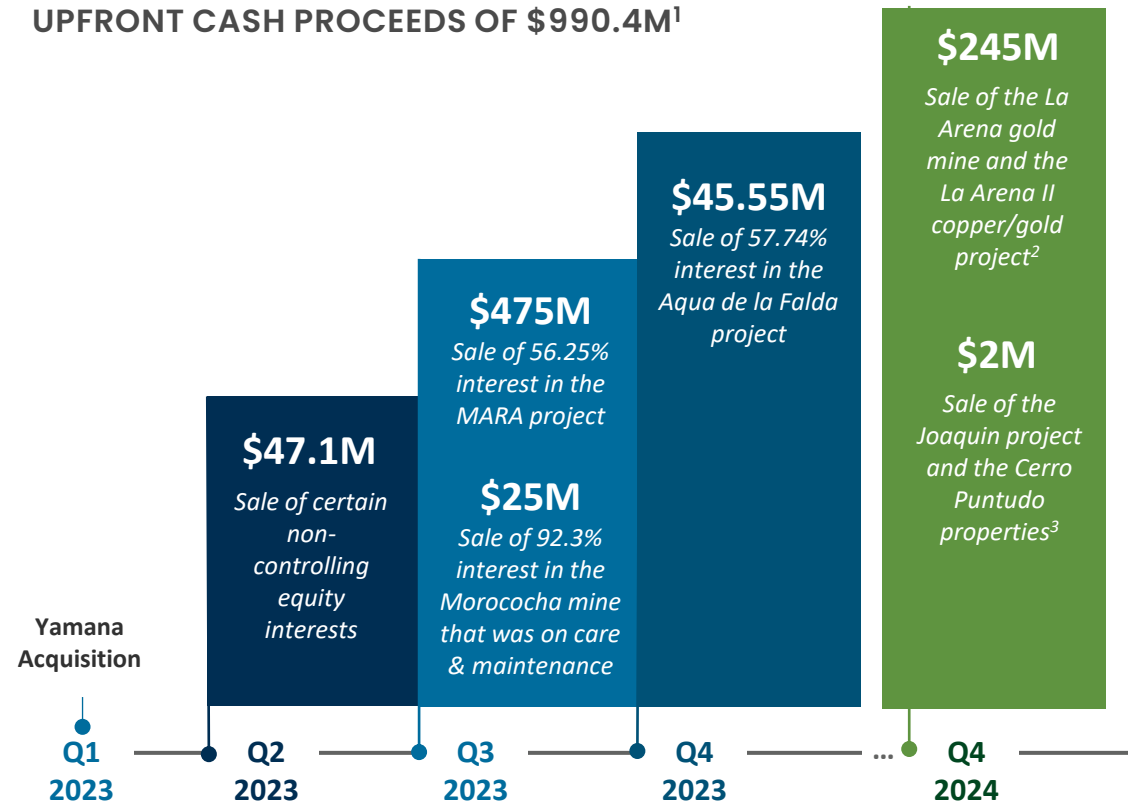 UPFRONT CASH PROCEEDS OF $990.4M¹
$245M
Sale of the La
Arena gold
mine and the
La Arena II
copper/gold
project²
$2M
Sale of the
Joaquin project
and the Cerro
Puntudo
properties³
$45.55M
Sale of 57.74%
interest in the
Aqua de la Falda
project
$475M
Sale of 56.25%
interest in the
MARA project
$25M
Sale of 92.3%
interest in the
Morococha mine
that was on care
& maintenance
$47.1M
Sale of certain
non-
controlling
equity
interests
Yamana
Acquisition
Q1
2023
Q2
2023
Q3
2023
Q4
2023
...
Q4
2024